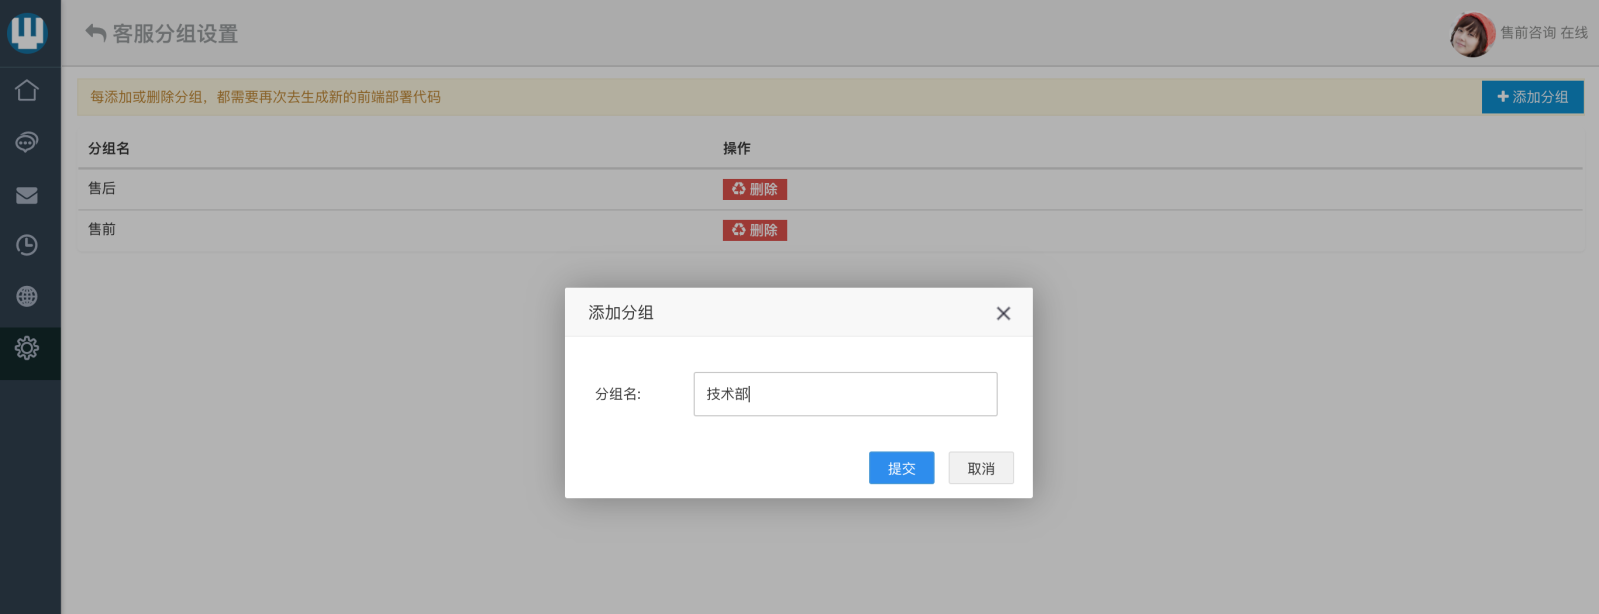 客服分组设置
售前咨询 在线
每添加或删除分组，都需要再次去生成新的前端部署代码
添加分组
分组名 操作
售后 删除
售前 删除
添加分组
分组名: 技术部
提交 取消